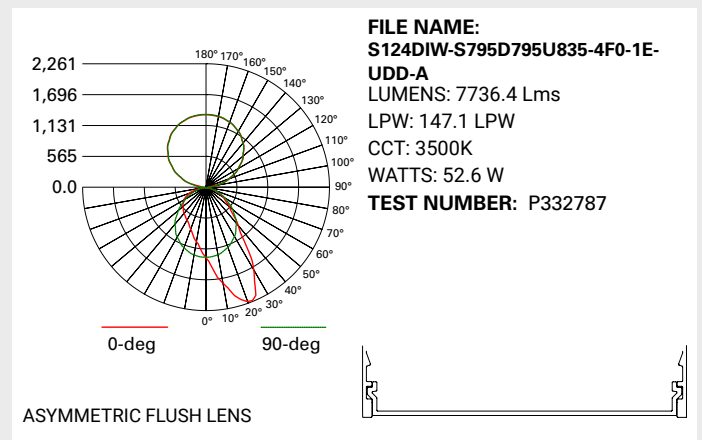 FILE NAME:
S124DIW-S795D795U835-4F0-1E-
UDD-A
LUMENS: 7736.4 Lms
LPW: 147.1 LPW
CCT: 3500K
WATTS: 52.6 W
TEST NUMBER: P332787
2,261
1,696
1,131
565
0.0
180°
170°
160°
150°
140°
130°
120°
110°
100°
90°
80°
70°
60°
50°
40°
30°
20°
10°
0°
0-deg
90-deg
ASYMMETRIC FLUSH LENS